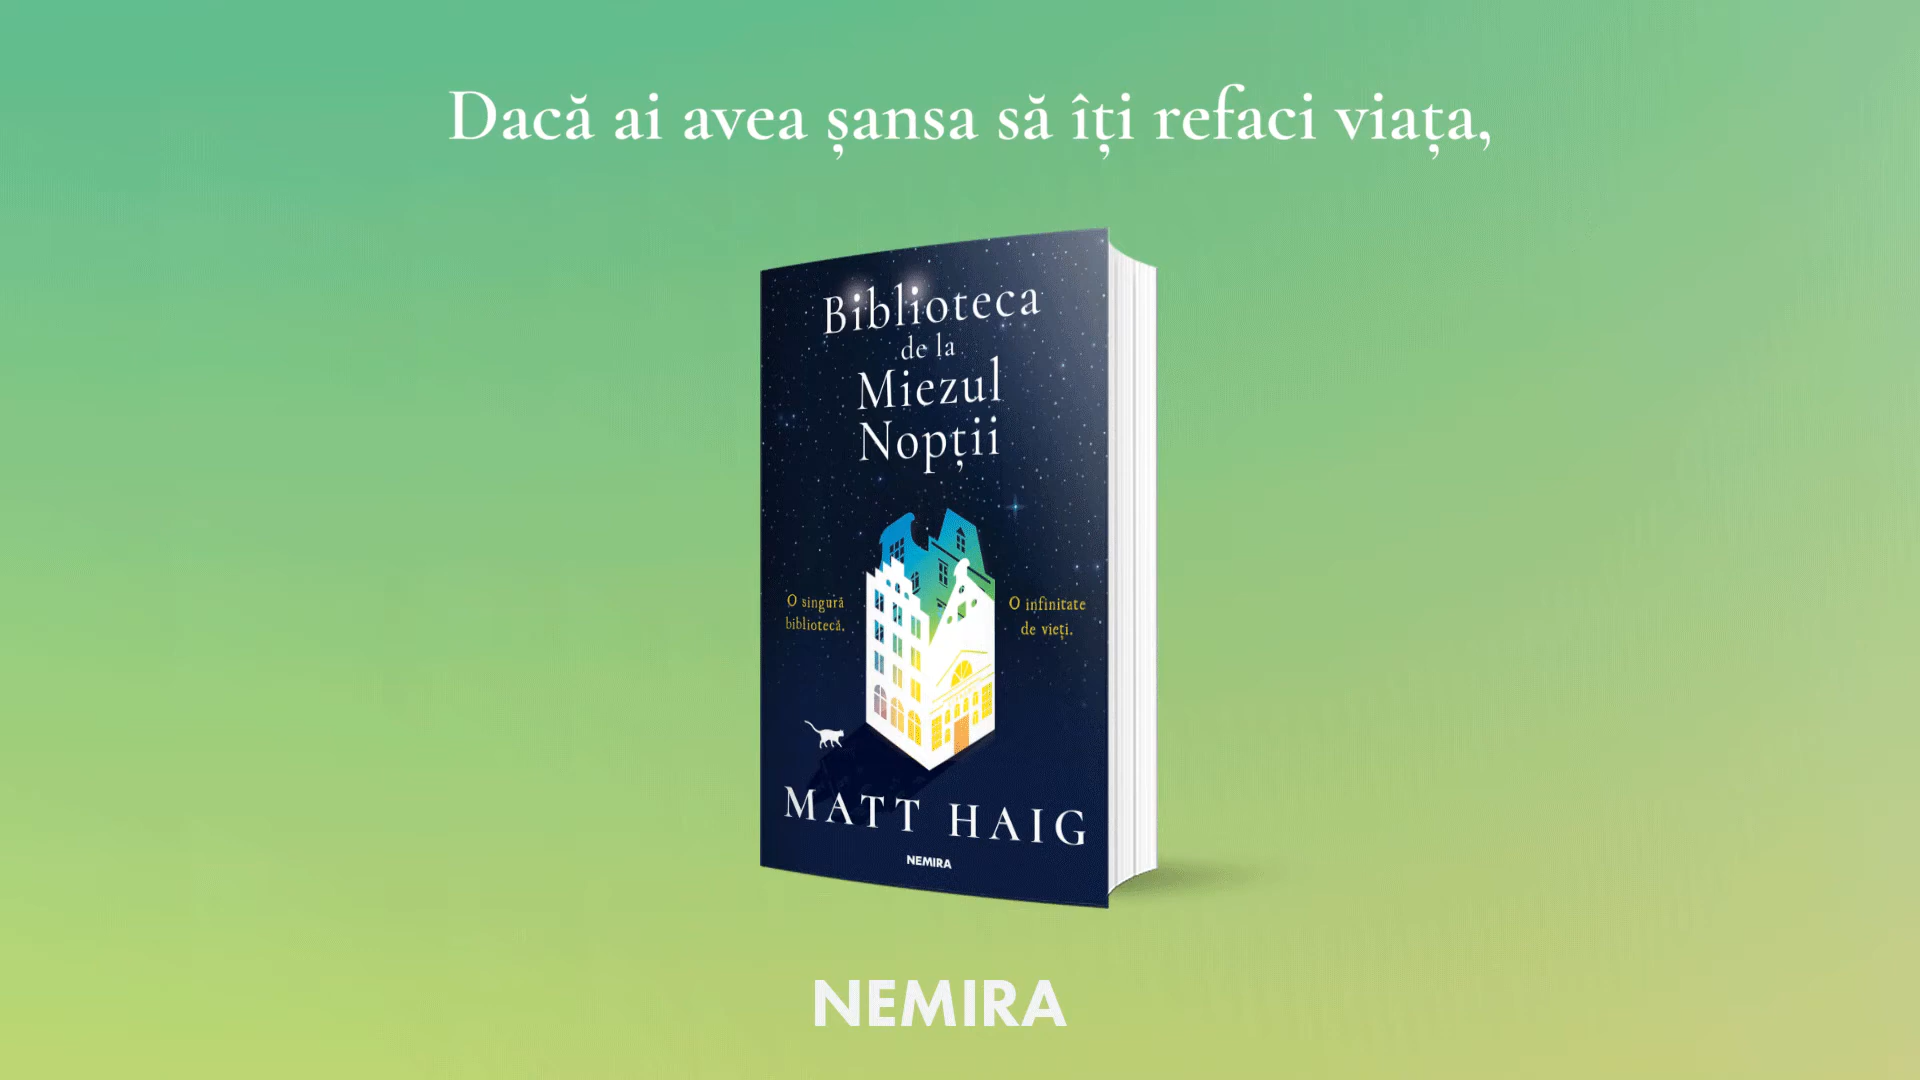 Dacă ai avea șansa să îți refaci viața,
Biblioteca
de la
Miezul
Nopții
O singură
bibliotecă.
O infinitate
de vieți.
MATT HAIG
NEMIRA
NEMIRA